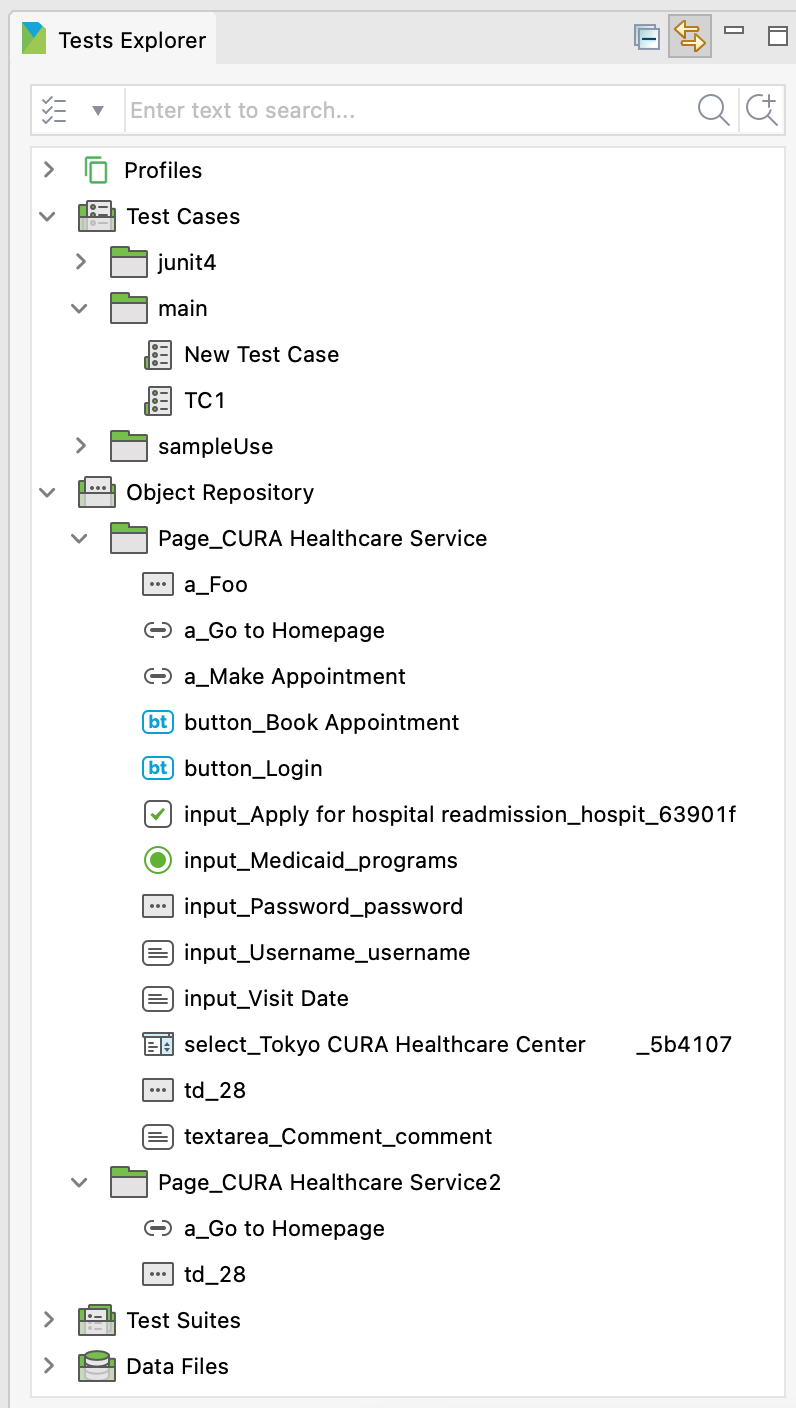 Tests Explorer
Enter text to search...
Profiles
Test Cases
junit4
main
New Test Case
TC1
sampleUse
Object Repository
Page_CURA Healthcare Service
a_Foo
a_Go to Homepage
a_Make Appointment
bt button_Book Appointment
bt button_Login
input_Apply for hospital readmission_hospit_63901f
input_Medicaid_programs
input_Password_password
input_Username_username
input_Visit Date
select_Tokyo CURA Healthcare Center _5b4107
td_28
textarea_Comment_comment
Page_CURA Healthcare Service2
a_Go to Homepage
td_28
Test Suites
Data Files